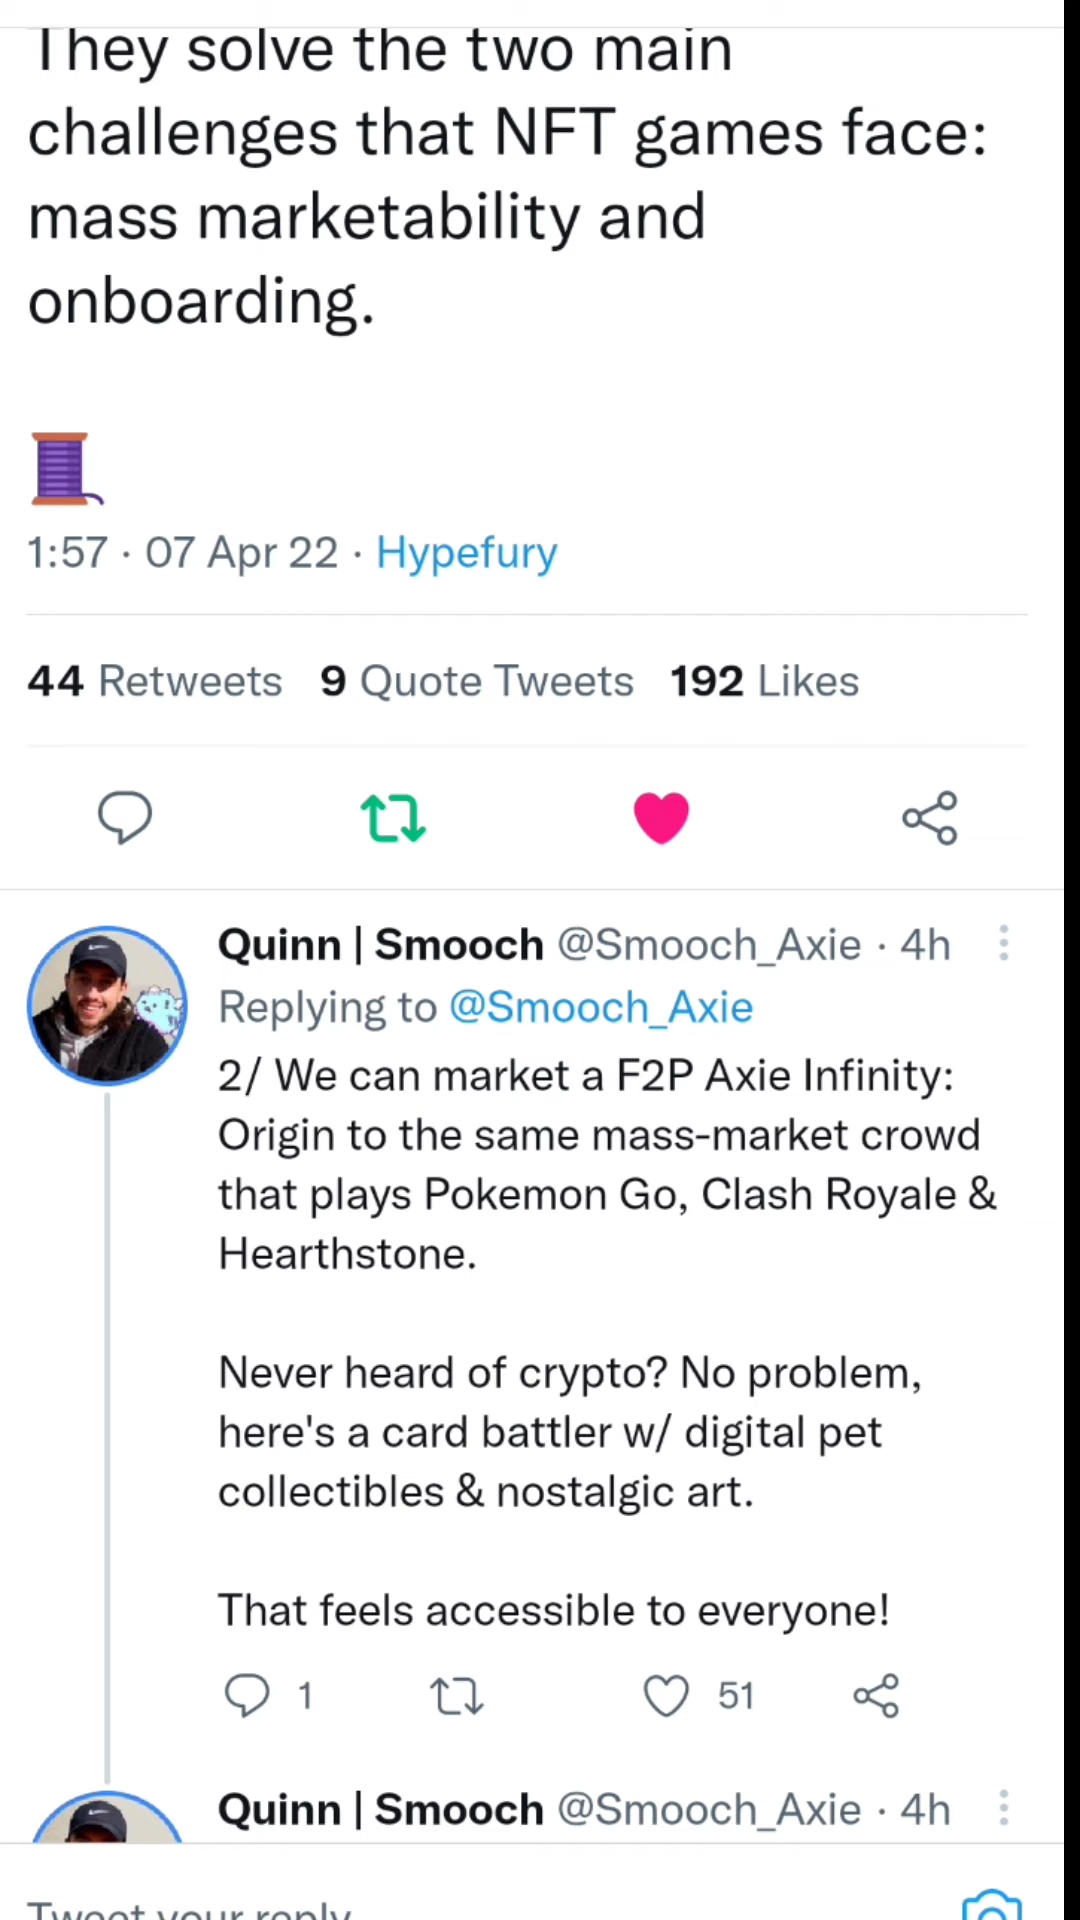 They solve the two main
challenges that NFT games face:
mass marketability and
onboarding.
1:57 · 07 Apr 22 · Hypefury
44 Retweets 9 Quote Tweets 192 Likes
Quinn | Smooch @Smooch_Axie · 4h
Replying to @Smooch_Axie
2/ We can market a F2P Axie Infinity:
Origin to the same mass-market crowd
that plays Pokemon Go, Clash Royale &
Hearthstone.
Never heard of crypto? No problem,
here's a card battler w/ digital pet
collectibles & nostalgic art.
That feels accessible to everyone!
1 51
Quinn | Smooch @Smooch_Axie · 4h
Tweet your reply